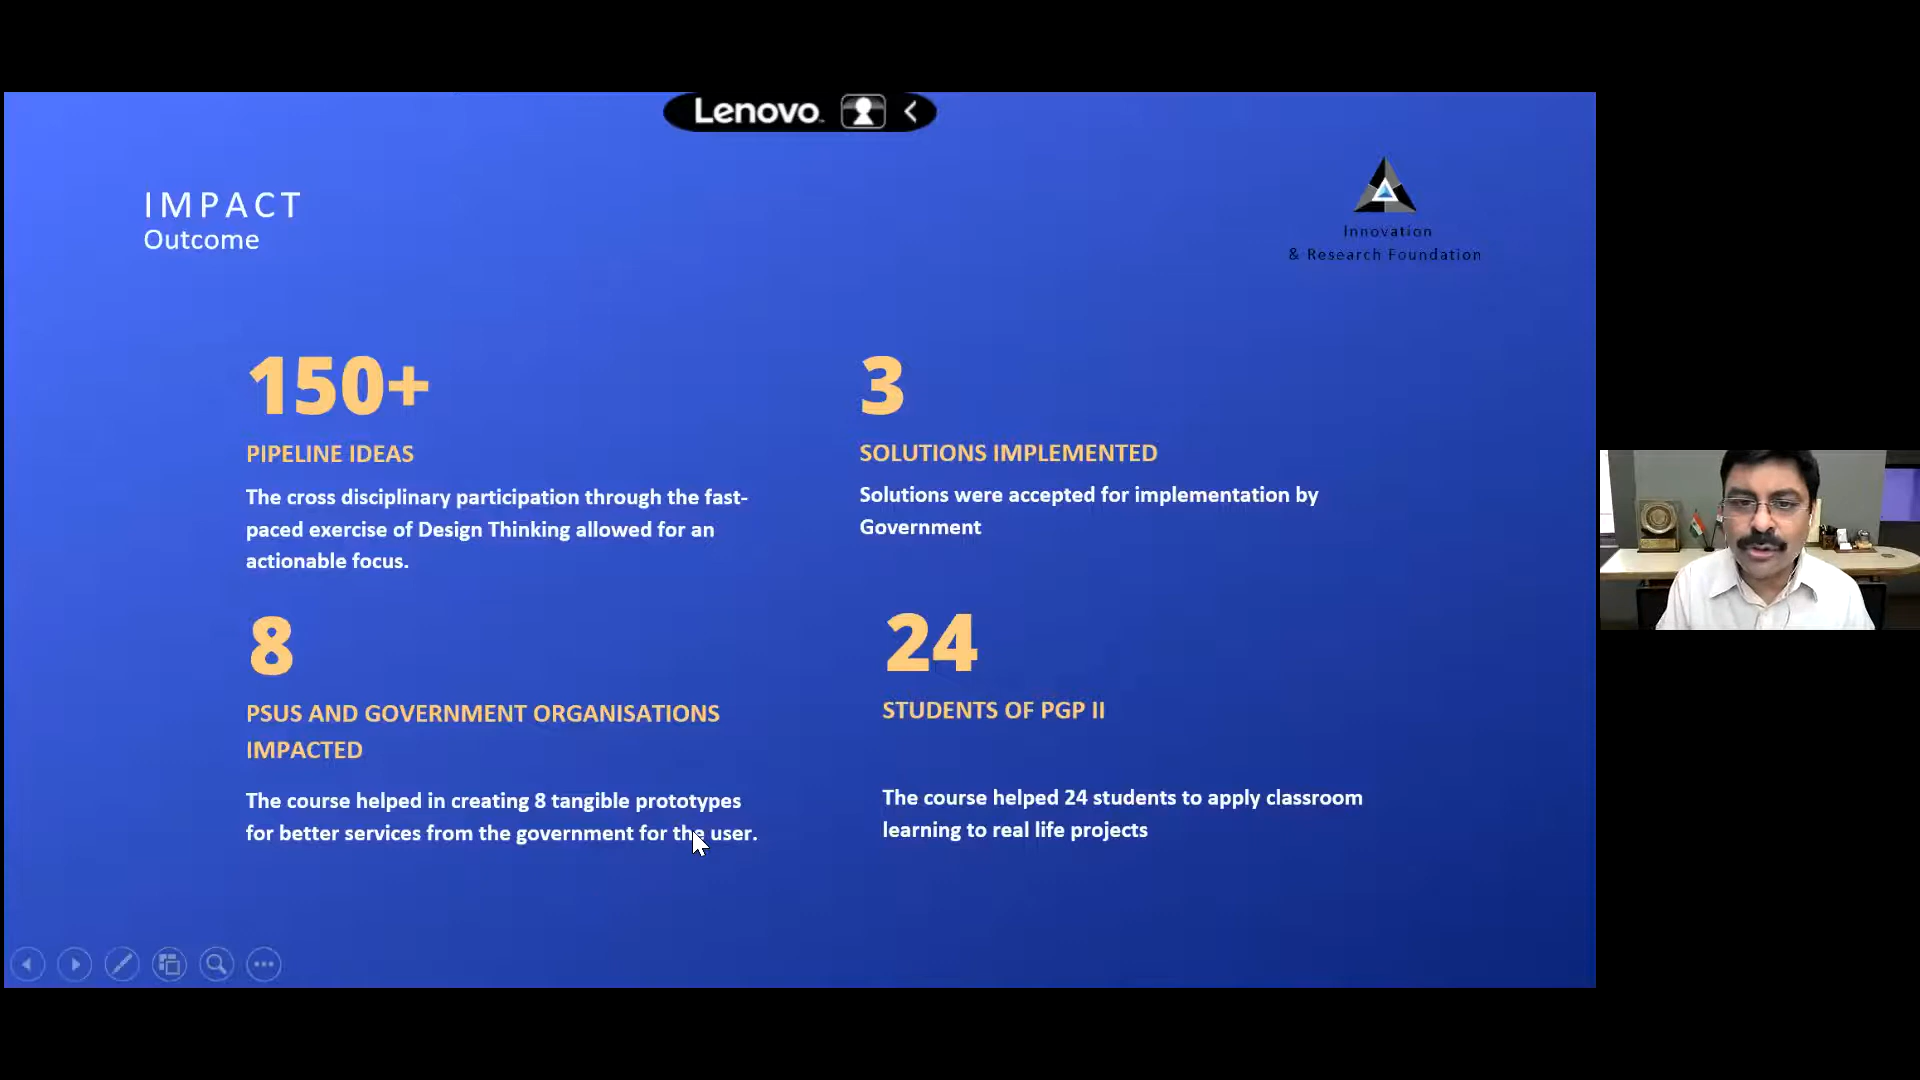 Lenovo
IMPACT
Outcome
Innovation
& Research Foundation
150+
PIPELINE IDEAS
The cross disciplinary participation through the fast-
paced exercise of Design Thinking allowed for an
actionable focus.
3
SOLUTIONS IMPLEMENTED
Solutions were accepted for implementation by
Government
8
PSUS AND GOVERNMENT ORGANISATIONS
IMPACTED
The course helped in creating 8 tangible prototypes
for better services from the government for the user.
24
STUDENTS OF PGP II
The course helped 24 students to apply classroom
learning to real life projects